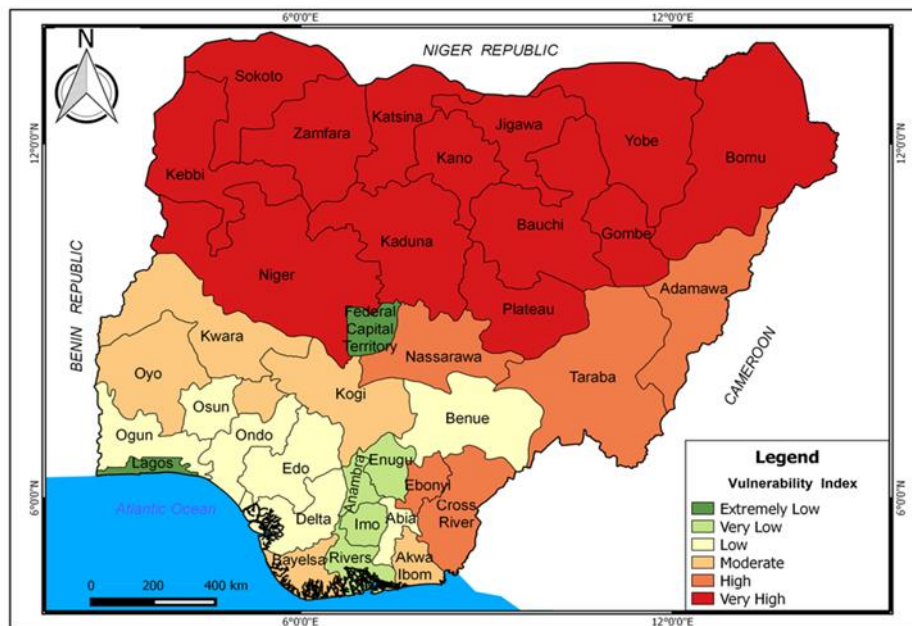 6°0'0"E
12°0'0"E
N
NIGER REPUBLIC
Sokoto
Katsina
Jigawa
Zamfara
Yobe
12°0'0"N
12°0'0"N
Kano
Bornu
Kebbi
Bauchi
Gombe
Kaduna
BENIN REPUBLIC
Niger
Adamawa
Plateau
Federal
Capital
Territory
Kwara
Nassarawa
CAMEROON
Oyo
Taraba
Kogi
Osun
Benue
Ogun
Ondo
Lagos
Edo
Enugu
Anambra
Ebonyi
6°0'0"N
6°0'0"N
Cross
River
Atlantic Ocean
Delta
Imo
Abia
Bayelsa
Rivers
Akwa
Ibom
0 200 400 km
6°0'0"E
12°0'0"E
Legend
Vulnerability Index
Extremely Low
Very Low
Low
Moderate
High
Very High